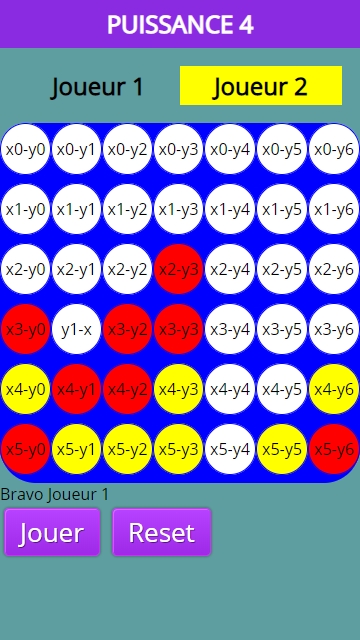 PUISSANCE 4
Joueur 1 Joueur 2
x0-y0 x0-y1 x0-y2 x0-y3 x0-y4 x0-y5 x0-y6
x1-y0 x1-y1 x1-y2 x1-y3 x1-y4 x1-y5 x1-y6
x2-y0 x2-y1 x2-y2 x2-y3 x2-y4 x2-y5 x2-y6
x3-y0 y1-x x3-y2 x3-y3 x3-y4 x3-y5 x3-y6
x4-y0 x4-y1 x4-y2 x4-y3 x4-y4 x4-y5 x4-y6
x5-y0 x5-y1 x5-y2 x5-y3 x5-y4 x5-y5 x5-y6
Bravo Joueur 1
Jouer Reset